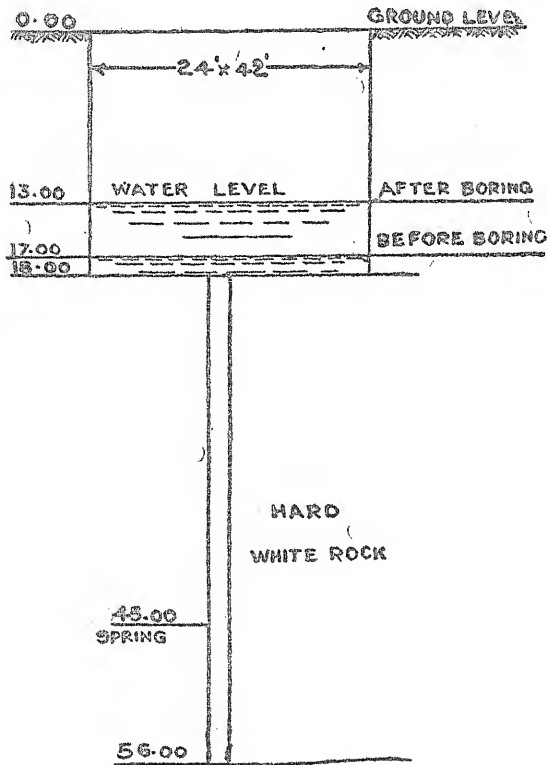 0.00 GROUND LEVEL
24'x 42'
13.00 WATER LEVEL AFTER BORING
17.00 BEFORE BORING
18.00
HARD
WHITE ROCK
45.00
SPRING
56.00